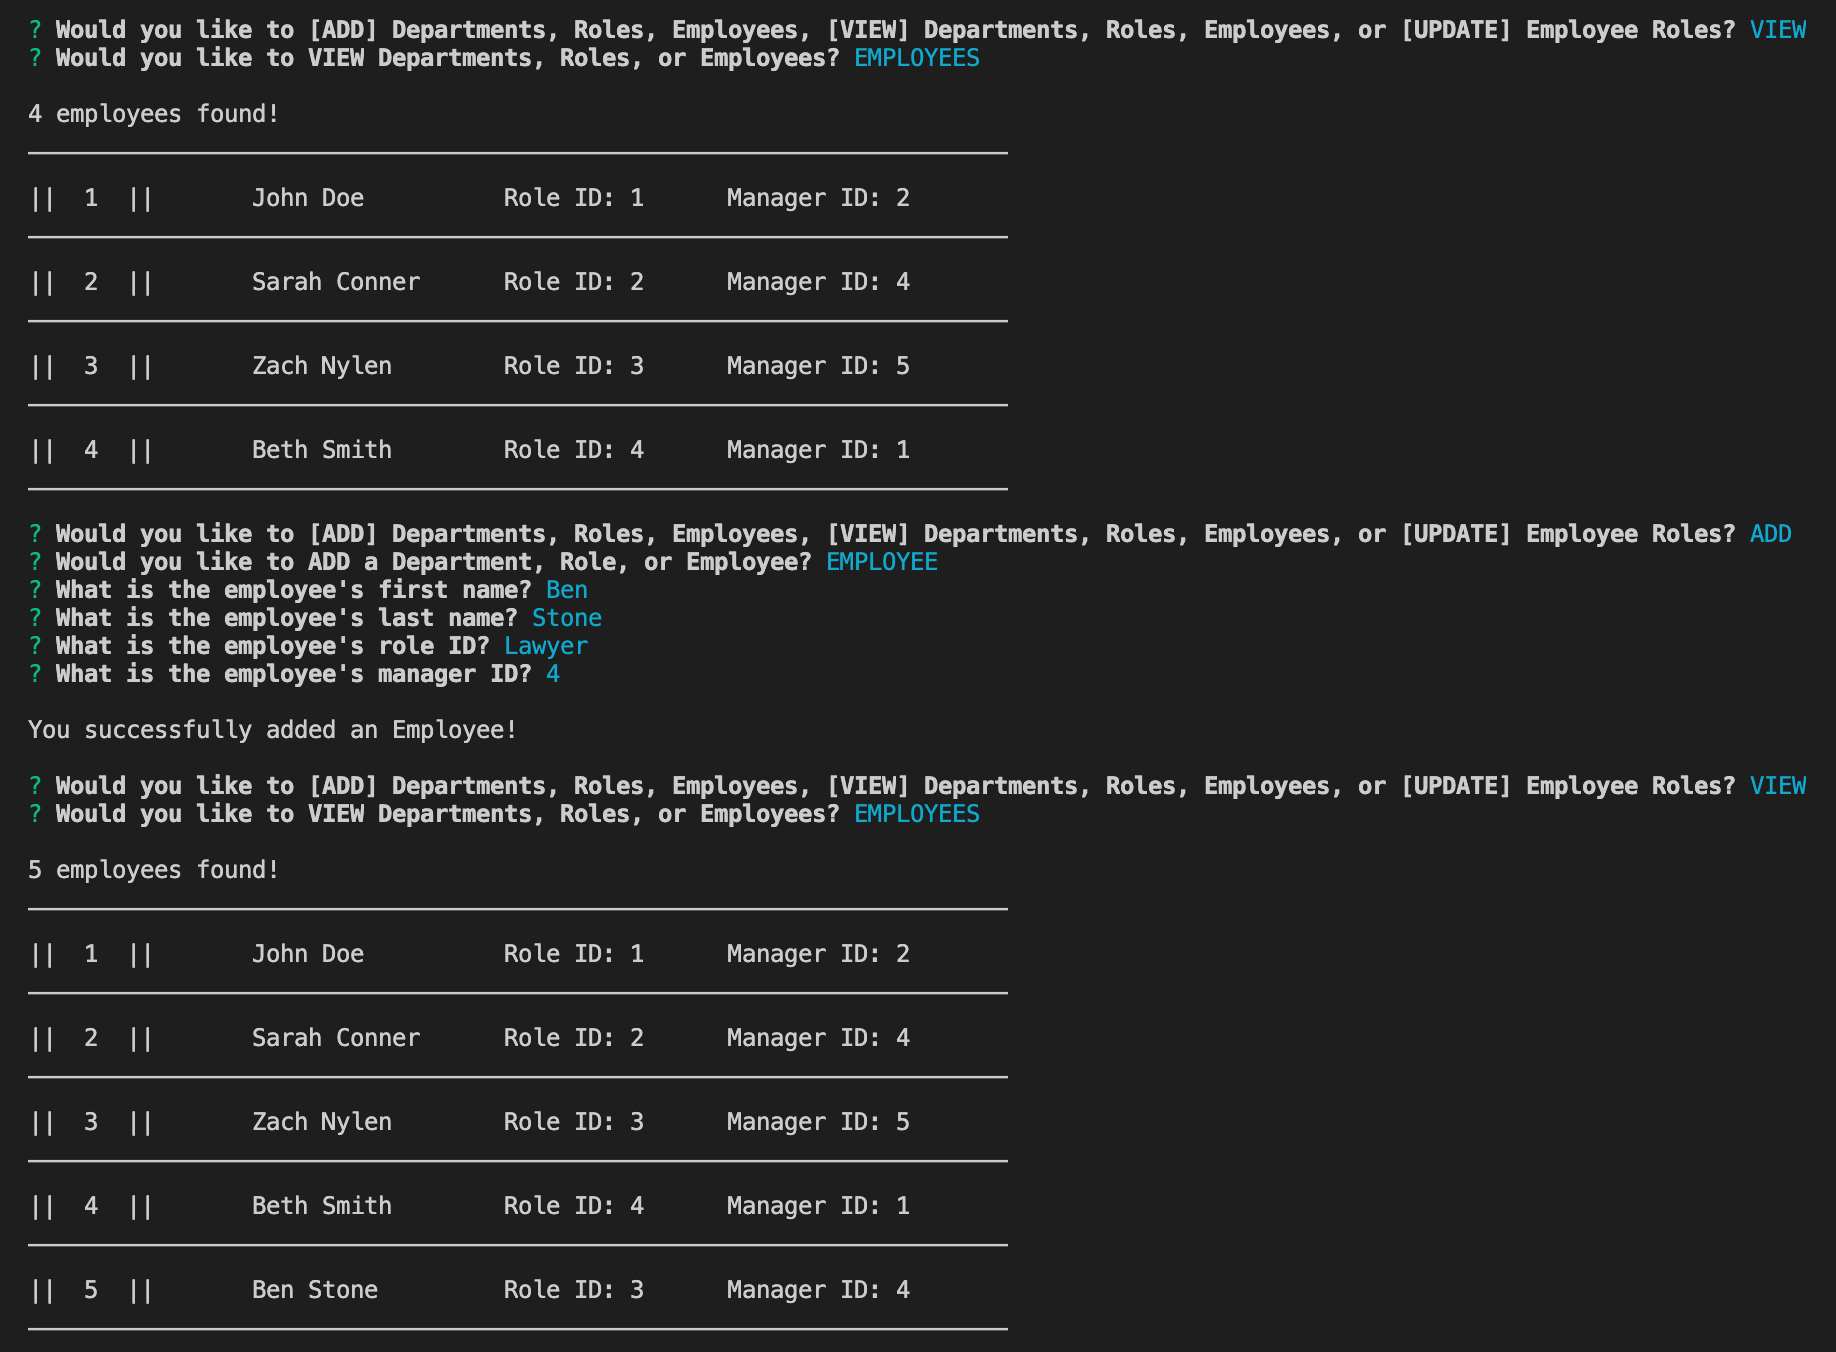 ? Would you like to [ADD] Departments, Roles, Employees, [VIEW] Departments, Roles, Employees, or [UPDATE] Employee Roles? VIEW
? Would you like to VIEW Departments, Roles, or Employees? EMPLOYEES
4 employees found!
|| 1 || John Doe Role ID: 1 Manager ID: 2
|| 2 || Sarah Conner Role ID: 2 Manager ID: 4
|| 3 || Zach Nylen Role ID: 3 Manager ID: 5
|| 4 || Beth Smith Role ID: 4 Manager ID: 1
? Would you like to [ADD] Departments, Roles, Employees, [VIEW] Departments, Roles, Employees, or [UPDATE] Employee Roles? ADD
? Would you like to ADD a Department, Role, or Employee? EMPLOYEE
? What is the employee's first name? Ben
? What is the employee's last name? Stone
? What is the employee's role ID? Lawyer
? What is the employee's manager ID? 4
You successfully added an Employee!
? Would you like to [ADD] Departments, Roles, Employees, [VIEW] Departments, Roles, Employees, or [UPDATE] Employee Roles? VIEW
? Would you like to VIEW Departments, Roles, or Employees? EMPLOYEES
5 employees found!
|| 1 || John Doe Role ID: 1 Manager ID: 2
|| 2 || Sarah Conner Role ID: 2 Manager ID: 4
|| 3 || Zach Nylen Role ID: 3 Manager ID: 5
|| 4 || Beth Smith Role ID: 4 Manager ID: 1
|| 5 || Ben Stone Role ID: 3 Manager ID: 4